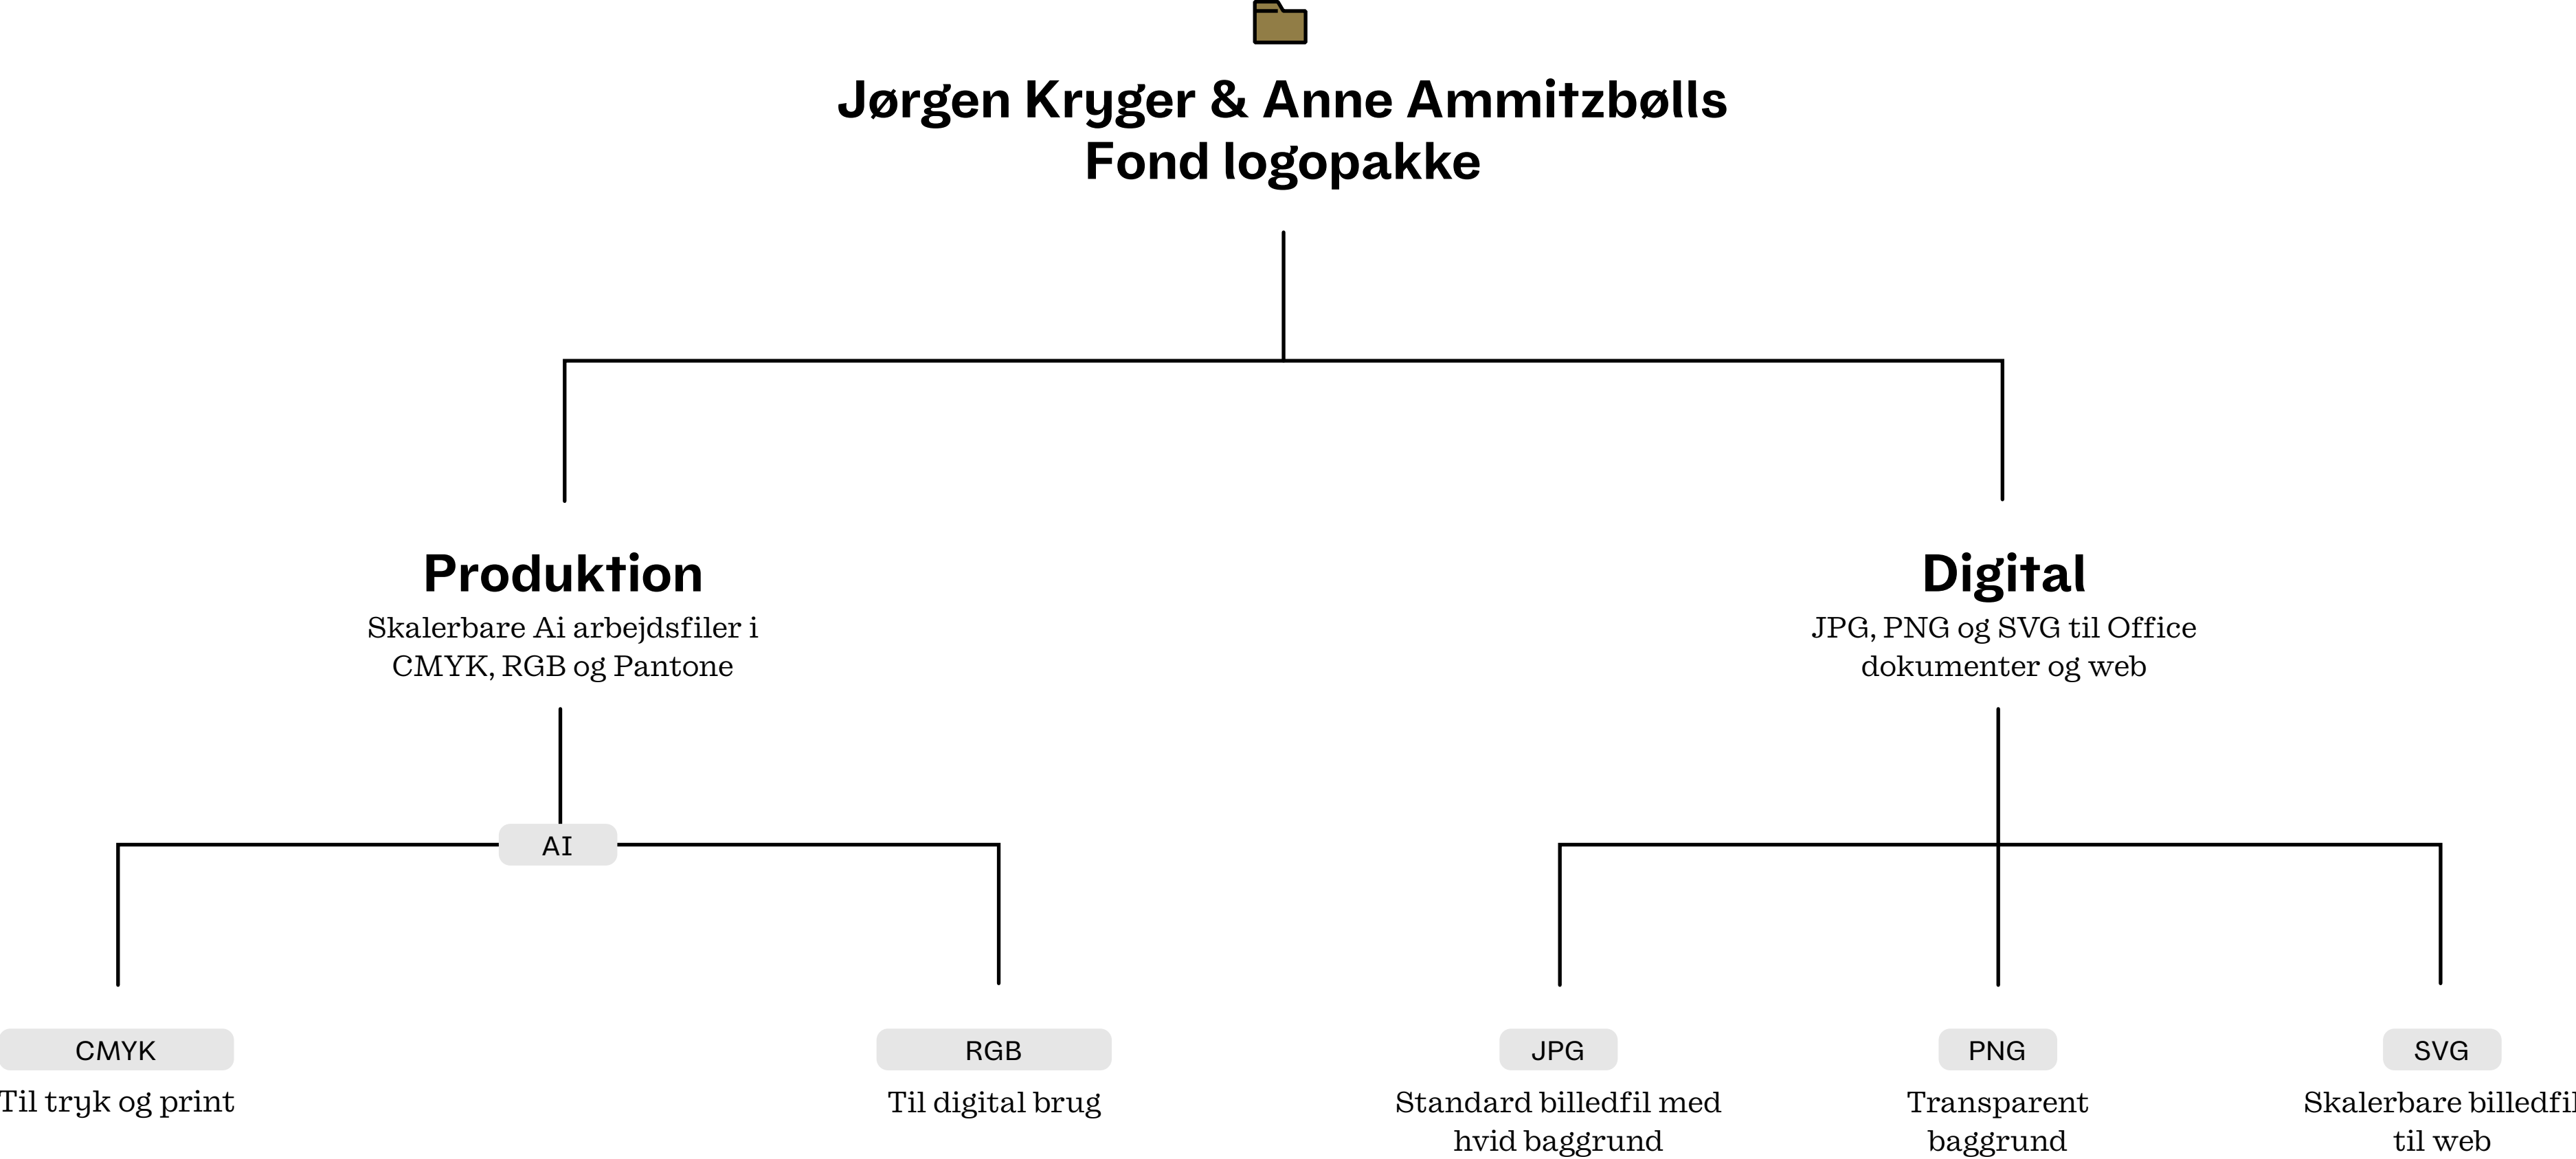 Jørgen Kryger & Anne Ammitzbølls
Fond logopakke
Produktion
Skalerbare Ai arbejdsfiler i
CMYK, RGB og Pantone
Digital
JPG, PNG og SVG til Office
dokumenter og web
AI
CMYK
Til tryk og print
RGB
Til digital brug
JPG
Standard billedfil med
hvid baggrund
PNG
Transparent
baggrund
SVG
Skalerbare billedfil
til web